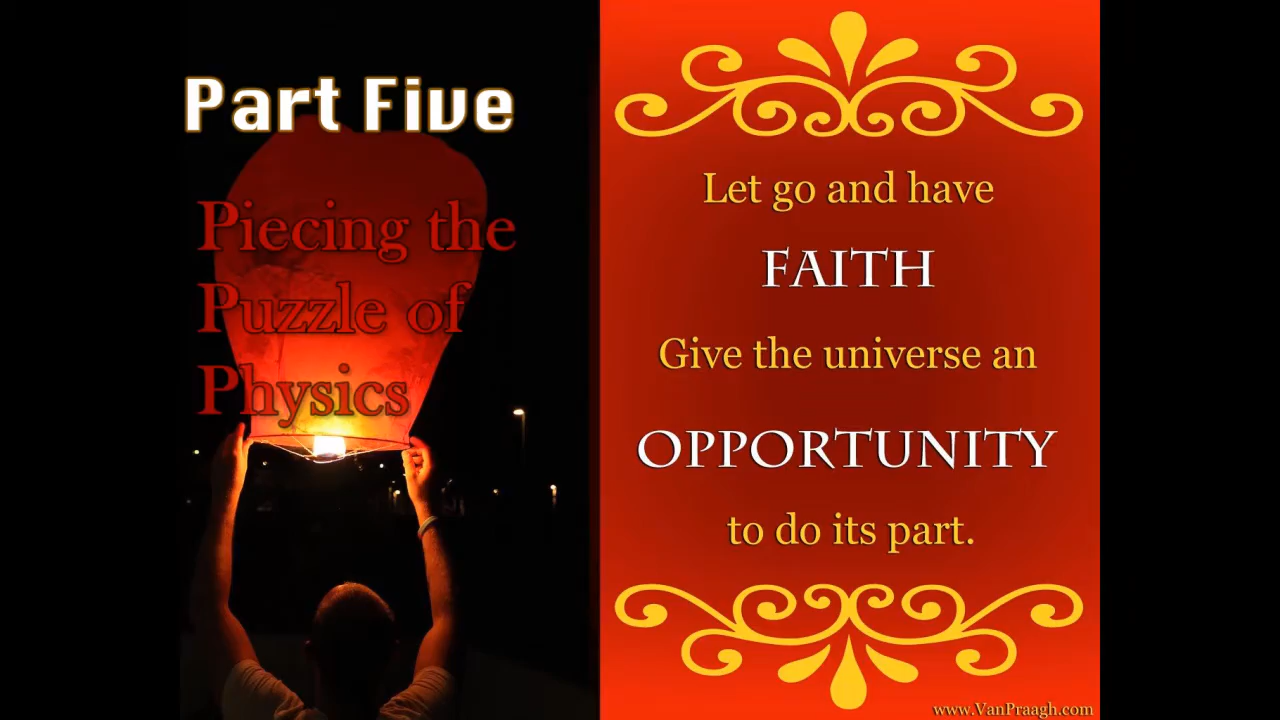 Part Five
Piecing the
Puzzle of
Physics
Let go and have
FAITH
Give the universe an
OPPORTUNITY
to do its part.
www.VanPraagh.com